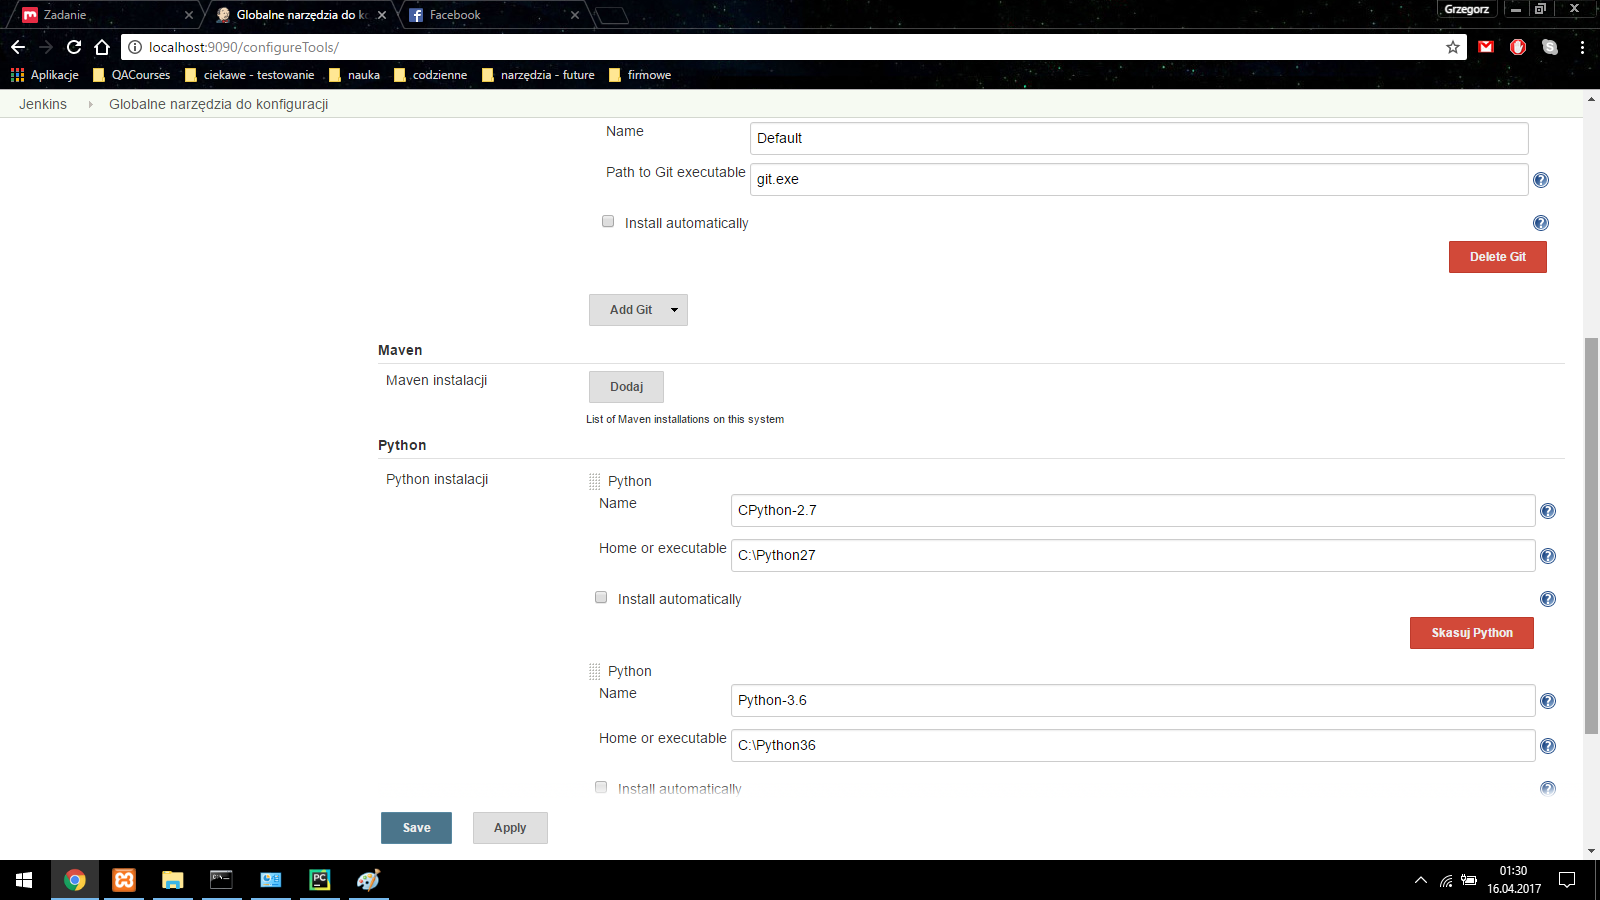 Zadanie
Globalne narzędzia do ko
Facebook
Grzegorz
localhost:9090/configureTools/
Aplikacje
QACourses
ciekawe - testowanie
nauka
codzienne
narzędzia - future
firmowe
Jenkins
Globalne narzędzia do konfiguracji
Name
Default
Path to Git executable
git.exe
Install automatically
Delete Git
Add Git
Maven
Maven instalacji
Dodaj
List of Maven installations on this system
Python
Python instalacji
Python
Name
CPython-2.7
Home or executable
C:\Python27
Install automatically
Skasuj Python
Python
Name
Python-3.6
Home or executable
C:\Python36
Install automatically
Save
Apply
01:30
16.04.2017